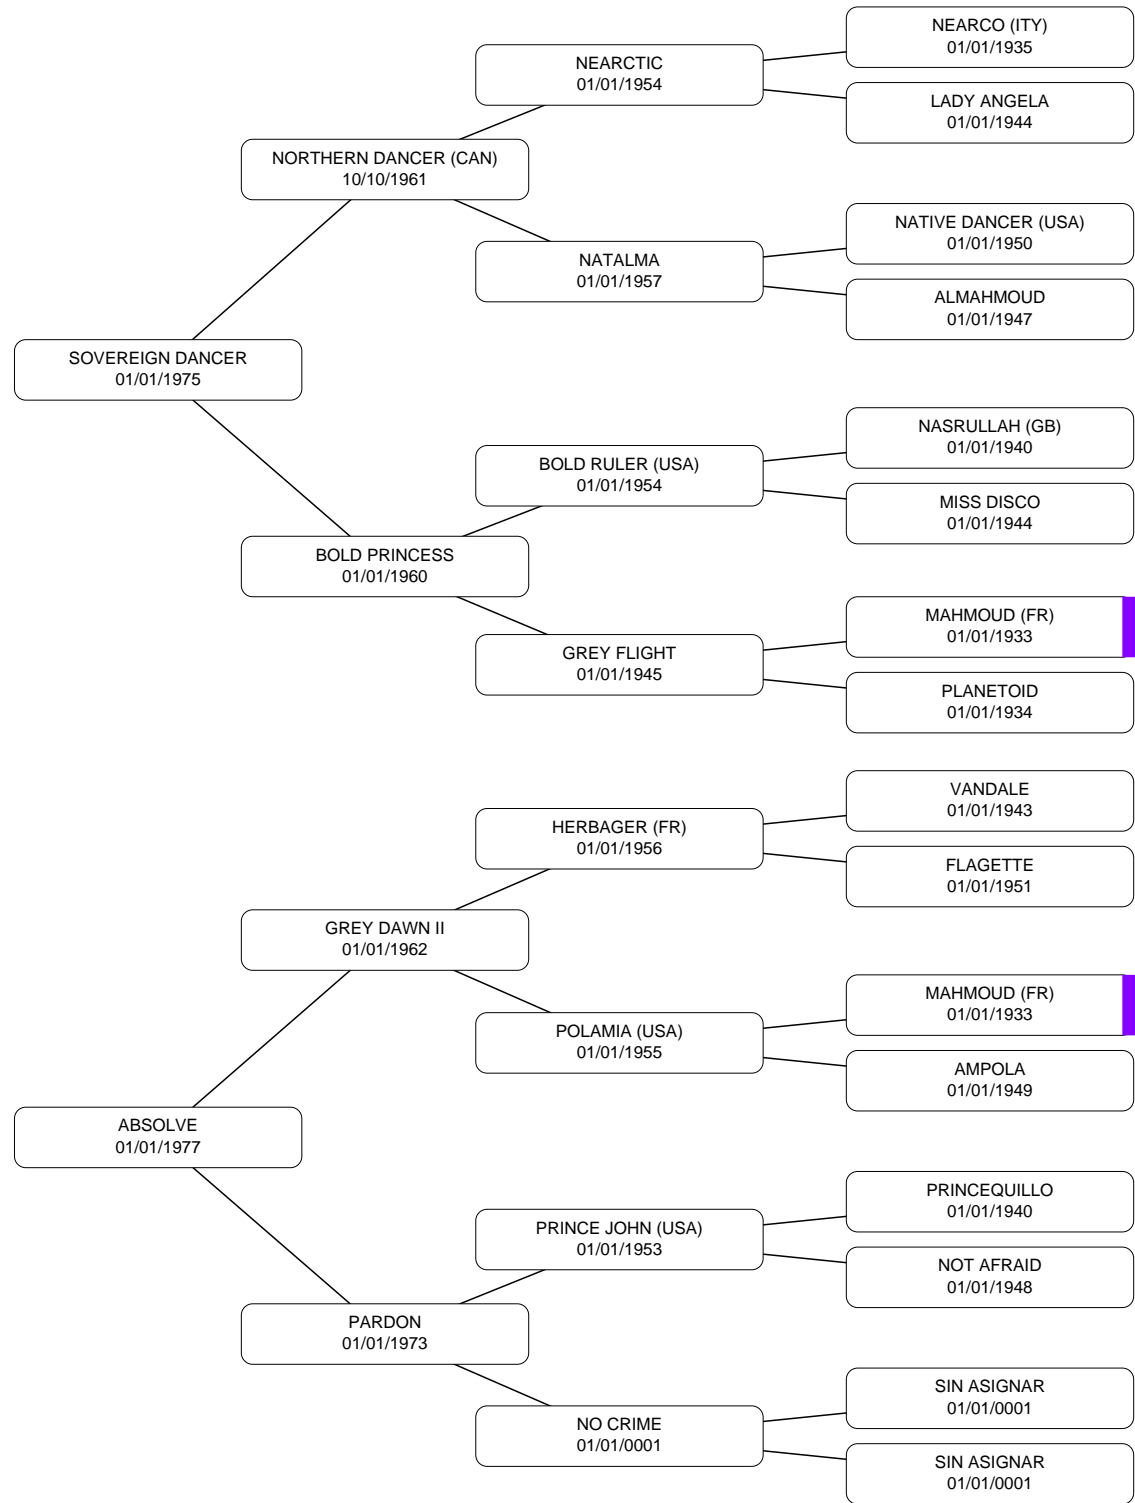 NEARCO (ITY)
01/01/1935
NEARCTIC
01/01/1954
LADY ANGELA
01/01/1944
NORTHERN DANCER (CAN)
10/10/1961
NATIVE DANCER (USA)
01/01/1950
NATALMA
01/01/1957
ALMAHMOUD
01/01/1947
SOVEREIGN DANCER
01/01/1975
NASRULLAH (GB)
01/01/1940
BOLD RULER (USA)
01/01/1954
MISS DISCO
01/01/1944
BOLD PRINCESS
01/01/1960
MAHMOUD (FR)
01/01/1933
GREY FLIGHT
01/01/1945
PLANETOID
01/01/1934
VANDALE
01/01/1943
HERBAGER (FR)
01/01/1956
FLAGETTE
01/01/1951
GREY DAWN II
01/01/1962
MAHMOUD (FR)
01/01/1933
POLAMIA (USA)
01/01/1955
AMPOLA
01/01/1949
ABSOLVE
01/01/1977
PRINCEQUILLO
01/01/1940
PRINCE JOHN (USA)
01/01/1953
NOT AFRAID
01/01/1948
PARDON
01/01/1973
SIN ASIGNAR
01/01/0001
NO CRIME
01/01/0001
SIN ASIGNAR
01/01/0001